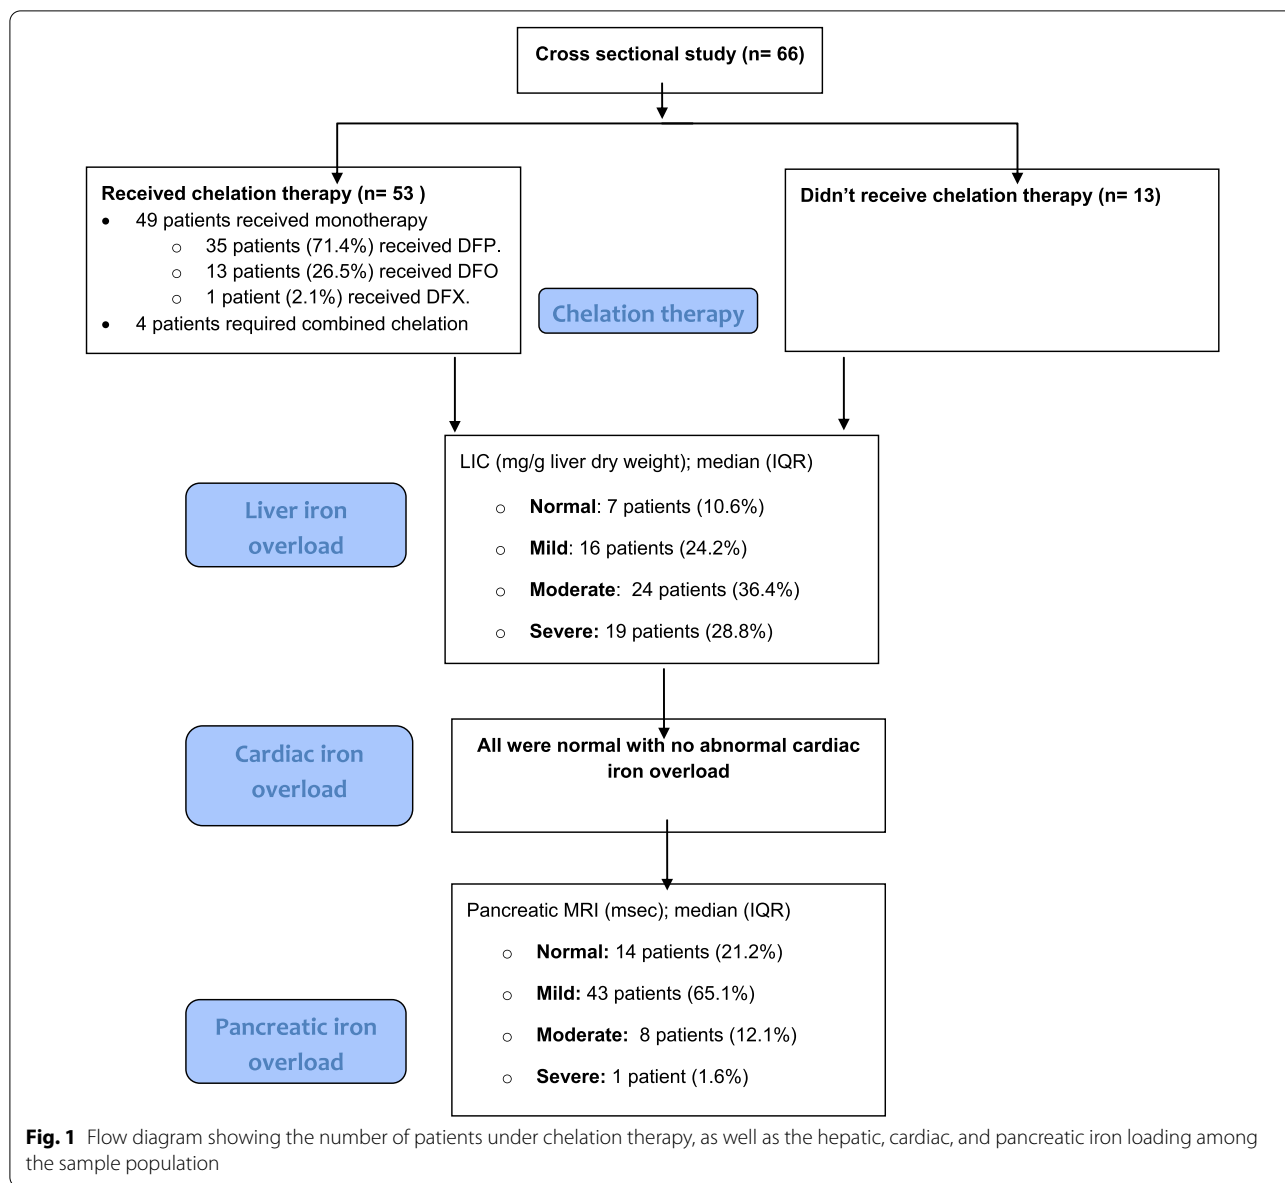 Cross sectional study (n= 66)
Received chelation therapy (n= 53 )
• 49 patients received monotherapy
o 35 patients (71.4%) received DFP.
o 13 patients (26.5%) received DFO
o 1 patient (2.1%) received DFX.
• 4 patients required combined chelation
Didn’t receive chelation therapy (n= 13)
Chelation therapy
Liver iron
overload
LIC (mg/g liver dry weight); median (IQR)
o Normal: 7 patients (10.6%)
o Mild: 16 patients (24.2%)
o Moderate:  24 patients (36.4%)
o Severe: 19 patients (28.8%)
Cardiac iron
overload
All were normal with no abnormal cardiac
iron overload
Pancreatic iron
overload
Pancreatic MRI (msec); median (IQR)
o Normal: 14 patients (21.2%)
o Mild: 43 patients (65.1%)
o Moderate:  8 patients (12.1%)
o Severe: 1 patient (1.6%)
Fig. 1 Flow diagram showing the number of patients under chelation therapy, as well as the hepatic, cardiac, and pancreatic iron loading among
the sample population